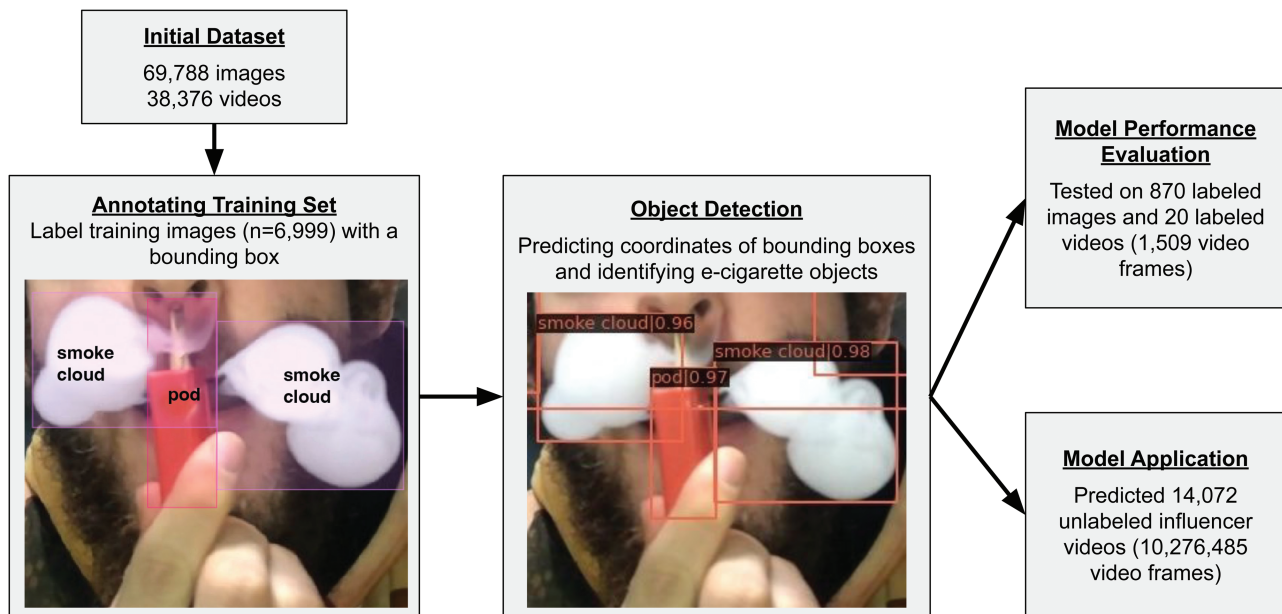 Initial Dataset
69,788 images
38,376 videos
Annotating Training Set
Label training images (n=6,999) with a
bounding box
smoke
cloud
pod
smoke
cloud
Object Detection
Predicting coordinates of bounding boxes
and identifying e-cigarette objects
smoke cloud|0.96
smoke cloud|0.98
pod|0.97
Model Performance
Evaluation
Tested on 870 labeled
images and 20 labeled
videos (1,509 video
frames)
Model Application
Predicted 14,072
unlabeled influencer
videos (10,276,485
video frames)